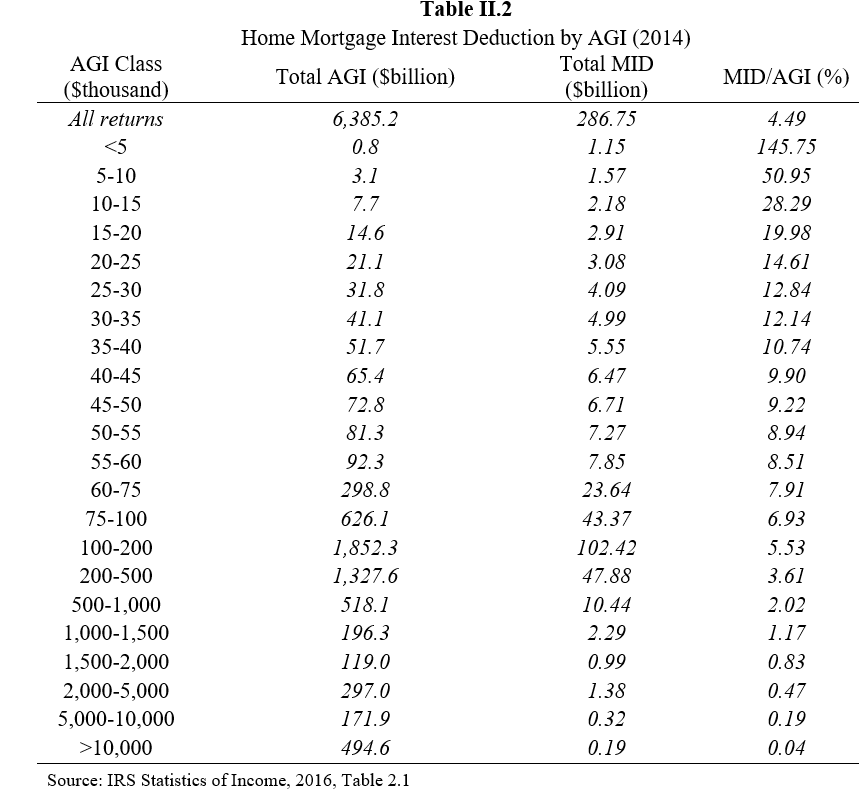 Table II.2
Home Mortgage Interest Deduction by AGI (2014)
AGI Class ($thousand) Total AGI ($billion) Total MID ($billion) MID/AGI (%)
All returns 6,385.2 286.75 4.49
<5 0.8 1.15 145.75
5-10 3.1 1.57 50.95
10-15 7.7 2.18 28.29
15-20 14.6 2.91 19.98
20-25 21.1 3.08 14.61
25-30 31.8 4.09 12.84
30-35 41.1 4.99 12.14
35-40 51.7 5.55 10.74
40-45 65.4 6.47 9.90
45-50 72.8 6.71 9.22
50-55 81.3 7.27 8.94
55-60 92.3 7.85 8.51
60-75 298.8 23.64 7.91
75-100 626.1 43.37 6.93
100-200 1,852.3 102.42 5.53
200-500 1,327.6 47.88 3.61
500-1,000 518.1 10.44 2.02
1,000-1,500 196.3 2.29 1.17
1,500-2,000 119.0 0.99 0.83
2,000-5,000 297.0 1.38 0.47
5,000-10,000 171.9 0.32 0.19
>10,000 494.6 0.19 0.04
Source: IRS Statistics of Income, 2016, Table 2.1